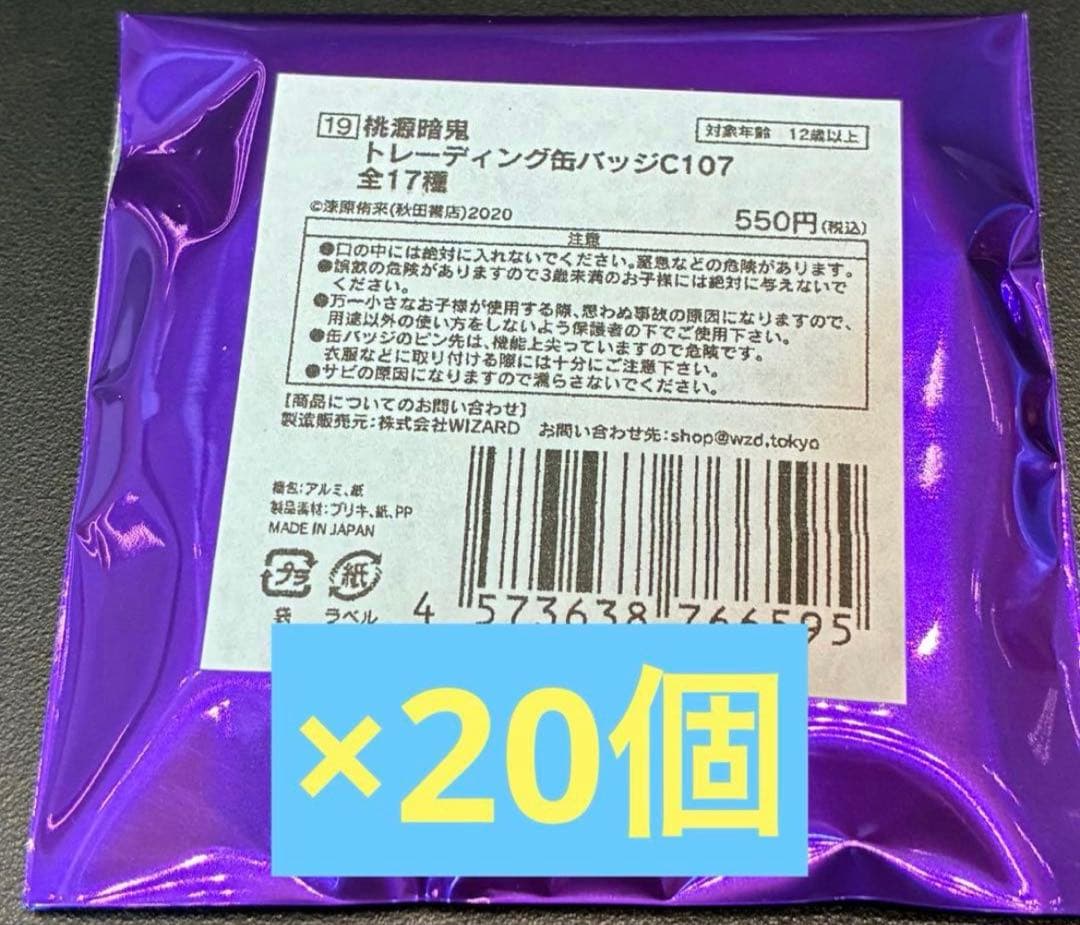 19 桃源暗鬼
対象年齢 12歳以上
トレーディング缶バッジC107
全17種
©漆原侑来(秋田書店)2020
550円(税込)
注意
●口の中には絶対に入れないでください。窒息などの危険があります。
●誤飲の危険がありますので3歳未満のお子様には絶対に与えないで
ください。
●万一小さなお子様が使用する際、思わぬ事故の原因になりますので、
用途以外の使い方をしないよう保護者の下でご使用下さい。
●缶バッジのピン先は、機能上尖っていますので危険です。
衣服などに取り付ける際には十分にご注意下さい。
●サビの原因になりますので濡らさないでください。
[商品についてのお問い合わせ]
製造販売元:株式会社WIZARD お問い合わせ先:shop@wzd.tokyo
梱包:アルミ、紙
製品素材:ブリキ、紙、PP
MADE IN JAPAN
プラ 紙
袋 ラベル
4 573638 766595
×20個